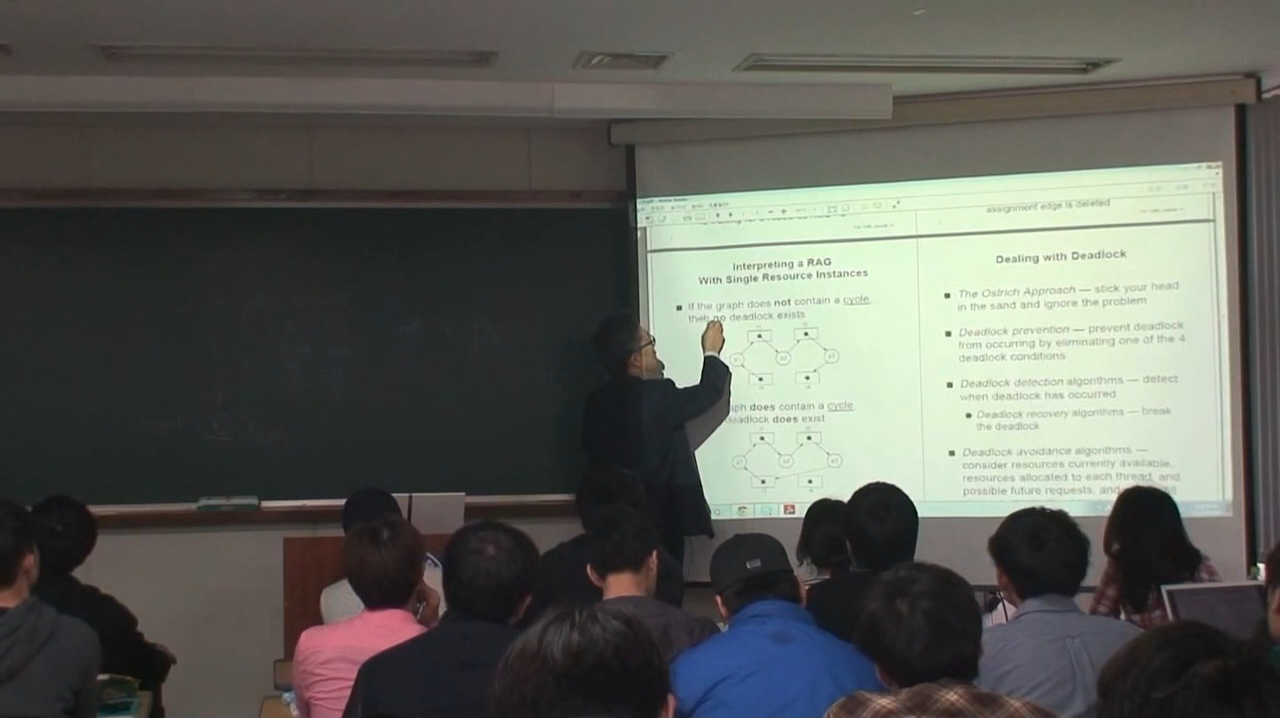 assignment edge is deleted
Interpreting a RAG
With Single Resource Instances
■ If the graph does not contain a cycle,
then no deadlock exists
graph does contain a cycle
deadlock does exist
Dealing with Deadlock
■ The Ostrich Approach — stick your head
in the sand and ignore the problem
■ Deadlock prevention — prevent deadlock
from occurring by eliminating one of the 4
deadlock conditions
■ Deadlock detection algorithms — detect
when deadlock has occurred
● Deadlock recovery algorithms — break
the deadlock
■ Deadlock avoidance algorithms —
consider resources currently available,
resources allocated to each thread, and
possible future requests, and